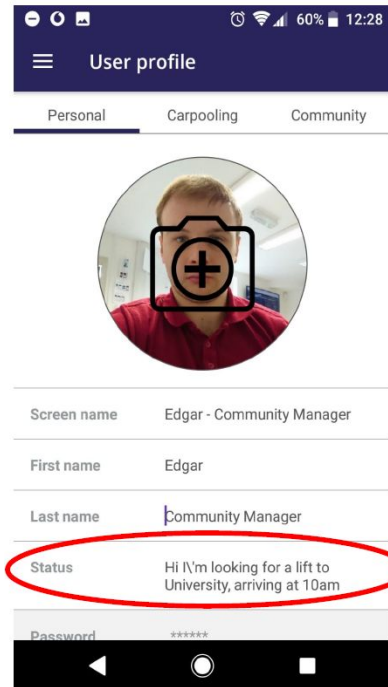 60% 12:28
User profile
Personal Carpooling Community
Screen name Edgar - Community Manager
First name Edgar
Last name Community Manager
Status Hi I\'m looking for a lift to
University, arriving at 10am
Password ******